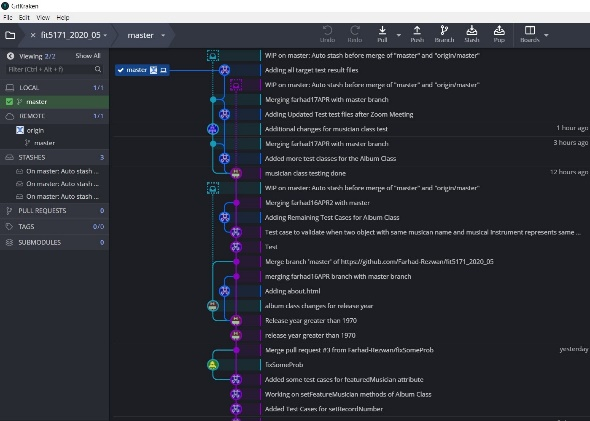 GitKraken
File Edit View Help
fit5171_2020_05
master
Undo
Redo
Pull
Push
Branch
Stash
Pop
Boards
Viewing 2/2 Show All
Filter (Ctrl + Alt + f)
LOCAL 1/1
master
REMOTE 1/1
origin
master
STASHES 3
On master: Auto stash ...
On master: Auto stash ...
On master: Auto stash ...
PULL REQUESTS 0
TAGS 0/0
SUBMODULES 0
WIP on master: Auto stash before merge of "master" and "origin/master"
master Adding all target test result files
WIP on master: Auto stash before merge of "master" and "origin/master"
Merging farhad17APR with master branch
Adding Updated Test test files after Zoom Meeting
Additional changes for musician class test 1 hour ago
Merging farhad17APR with master branch 3 hours ago
Added more test classes for the Album Class
musician class testing done 12 hours ago
WIP on master: Auto stash before merge of "master" and "origin/master"
Merging farhad16APR2 with master branch
Adding Remaining Test Cases for Album Class
Test case to validate when two object with same musican name and musical Instrument represents same ...
Test
Merge branch 'master' of https://github.com/Farhad-Rezwan/fit5171_2020_05
merging farhad16APR branch with master branch
Adding about.html
album class changes for release year
Release year greater than 1970
release year greater than 1970
Merge pull request #3 from Farhad-Rezwan/fixSomeProb yesterday
fixSomeProb
Added some test cases for featuredMusician attribute
Working on setFeatureMusician methods of Album Class
Added Test Cases for setRecordNumber